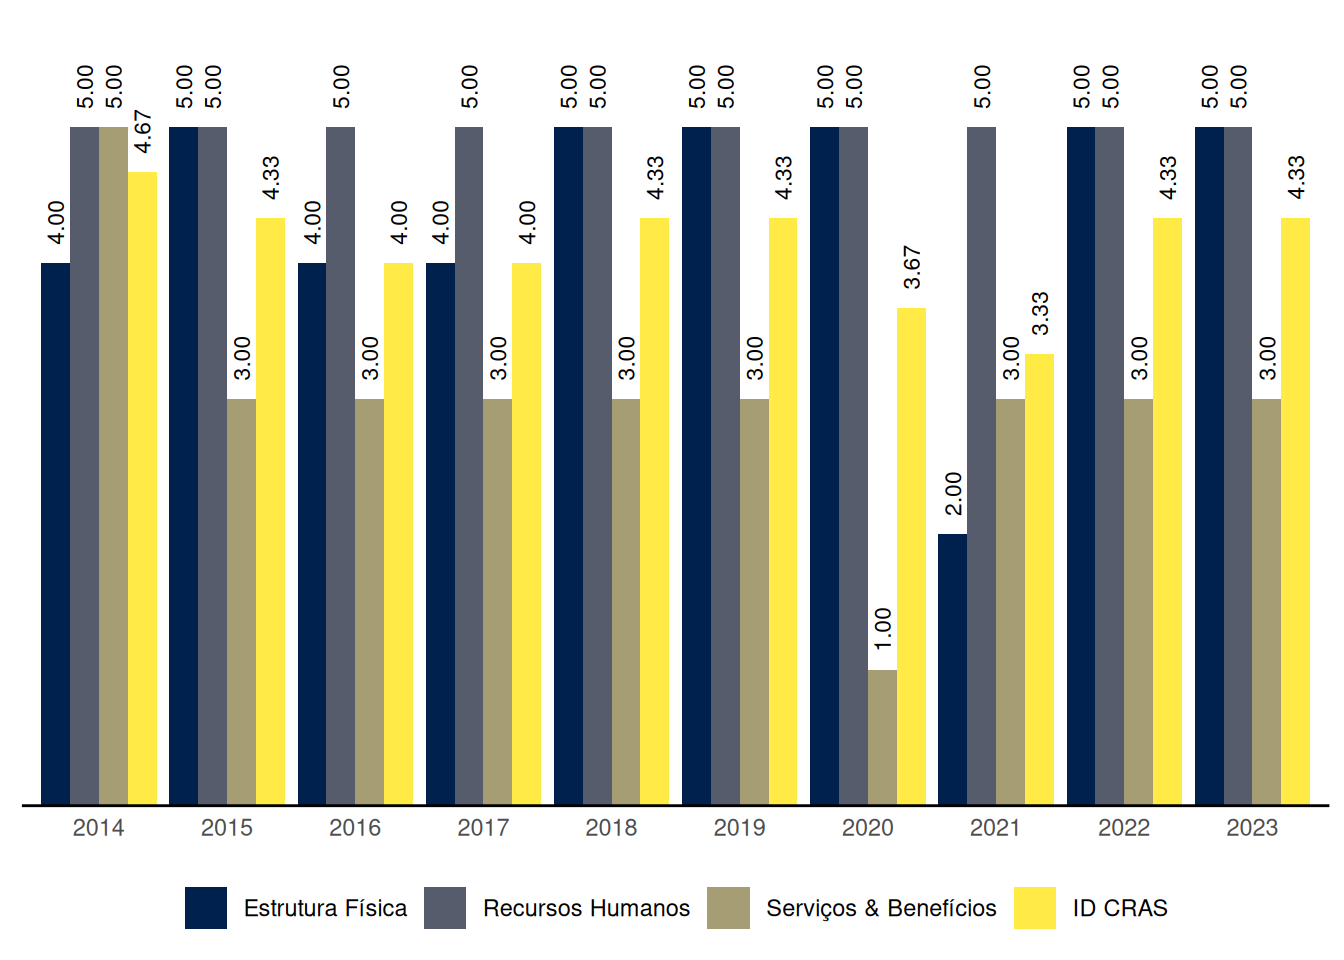 4.00 5.00 5.00 4.67 5.00 5.00 3.00 4.33 4.00 5.00 3.00 4.00 4.00 5.00 3.00 4.00 5.00 5.00 3.00 4.33 5.00 5.00 3.00 4.33 5.00 5.00 1.00 3.67 2.00 5.00 3.00 3.33 5.00 5.00 3.00 4.33 5.00 5.00 3.00 4.33
2014 2015 2016 2017 2018 2019 2020 2021 2022 2023
Estrutura Física Recursos Humanos Serviços & Benefícios ID CRAS